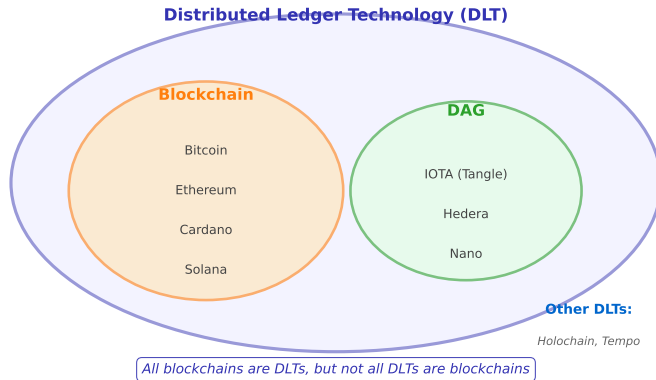 Distributed Ledger Technology (DLT)
Blockchain
Bitcoin
Ethereum
Cardano
Solana
DAG
IOTA (Tangle)
Hedera
Nano
Other DLTs:
Holochain, Tempo
All blockchains are DLTs, but not all DLTs are blockchains